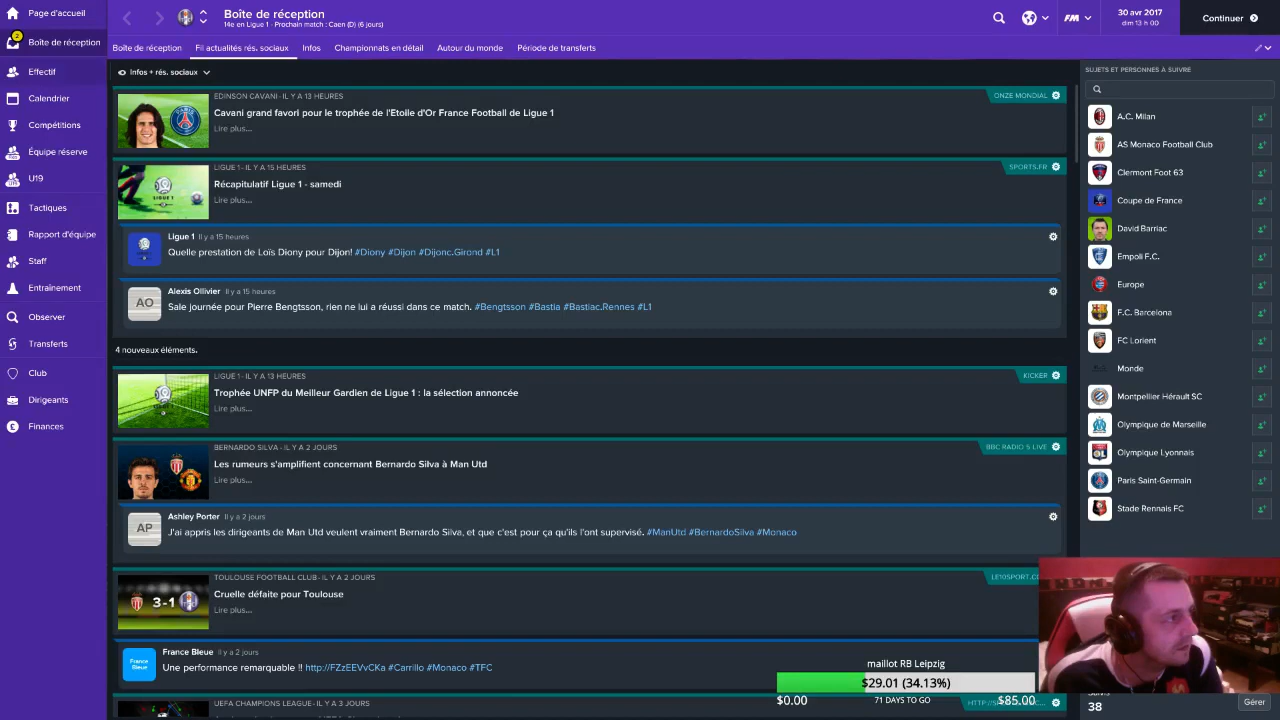 Page d'accueil
2
Boîte de réception
Effectif
Calendrier
Compétitions
Équipe réserve
U19
Tactiques
Rapport d'équipe
Staff
Entraînement
Observer
Transferts
Club
Dirigeants
Finances
Boîte de réception
14e en Ligue 1 - Prochain match : Caen (D) (6 jours)
FM
30 avr 2017
dim 13 h 00
Continuer
Boîte de réception
Fil actualités rés. sociaux
Infos
Championnats en détail
Autour du monde
Période de transferts
Infos + rés. sociaux
EDINSON CAVANI - IL Y A 13 HEURES
ONZE MONDIAL
Cavani grand favori pour le trophée de l'Etoile d'Or France Football de Ligue 1
Lire plus...
LIGUE 1 - IL Y A 15 HEURES
SPORTS.FR
Récapitulatif Ligue 1 - samedi
Lire plus...
Ligue 1 Il y a 15 heures
Quelle prestation de Loïs Diony pour Dijon! #Diony #Dijon #Dijonc.Girond #L1
AO
Alexis Ollivier Il y a 15 heures
Sale journée pour Pierre Bengtsson, rien ne lui a réussi dans ce match. #Bengtsson #Bastia #Bastiac.Rennes #L1
4 nouveaux éléments.
LIGUE 1 - IL Y A 13 HEURES
KICKER
Trophée UNFP du Meilleur Gardien de Ligue 1 : la sélection annoncée
Lire plus...
BERNARDO SILVA - IL Y A 2 JOURS
BBC RADIO 5 LIVE
Les rumeurs s'amplifient concernant Bernardo Silva à Man Utd
Lire plus...
AP
Ashley Porter Il y a 2 jours
J'ai appris les dirigeants de Man Utd veulent vraiment Bernardo Silva, et que c'est pour ça qu'ils l'ont supervisé. #ManUtd #BernardoSilva #Monaco
TOULOUSE FOOTBALL CLUB - IL Y A 2 JOURS
3-1
Cruelle défaite pour Toulouse
Lire plus...
France Bleue
France Bleue Il y a 2 jours
Une performance remarquable !! http://FZzEEVvCKa #Carrillo #Monaco #TFC
UEFA CHAMPIONS LEAGUE - IL Y A 3 JOURS
SUJETS ET PERSONNES À SUIVRE
A.C. Milan
AS Monaco Football Club
Clermont Foot 63
Coupe de France
David Barriac
Empoli F.C.
Europe
F.C. Barcelona
FC Lorient
Monde
Montpellier Hérault SC
Olympique de Marseille
Olympique Lyonnais
Paris Saint-Germain
Stade Rennais FC
maillot RB Leipzig
$29.01 (34.13%)
$0.00
71 DAYS TO GO
$85.00
38
Gérer